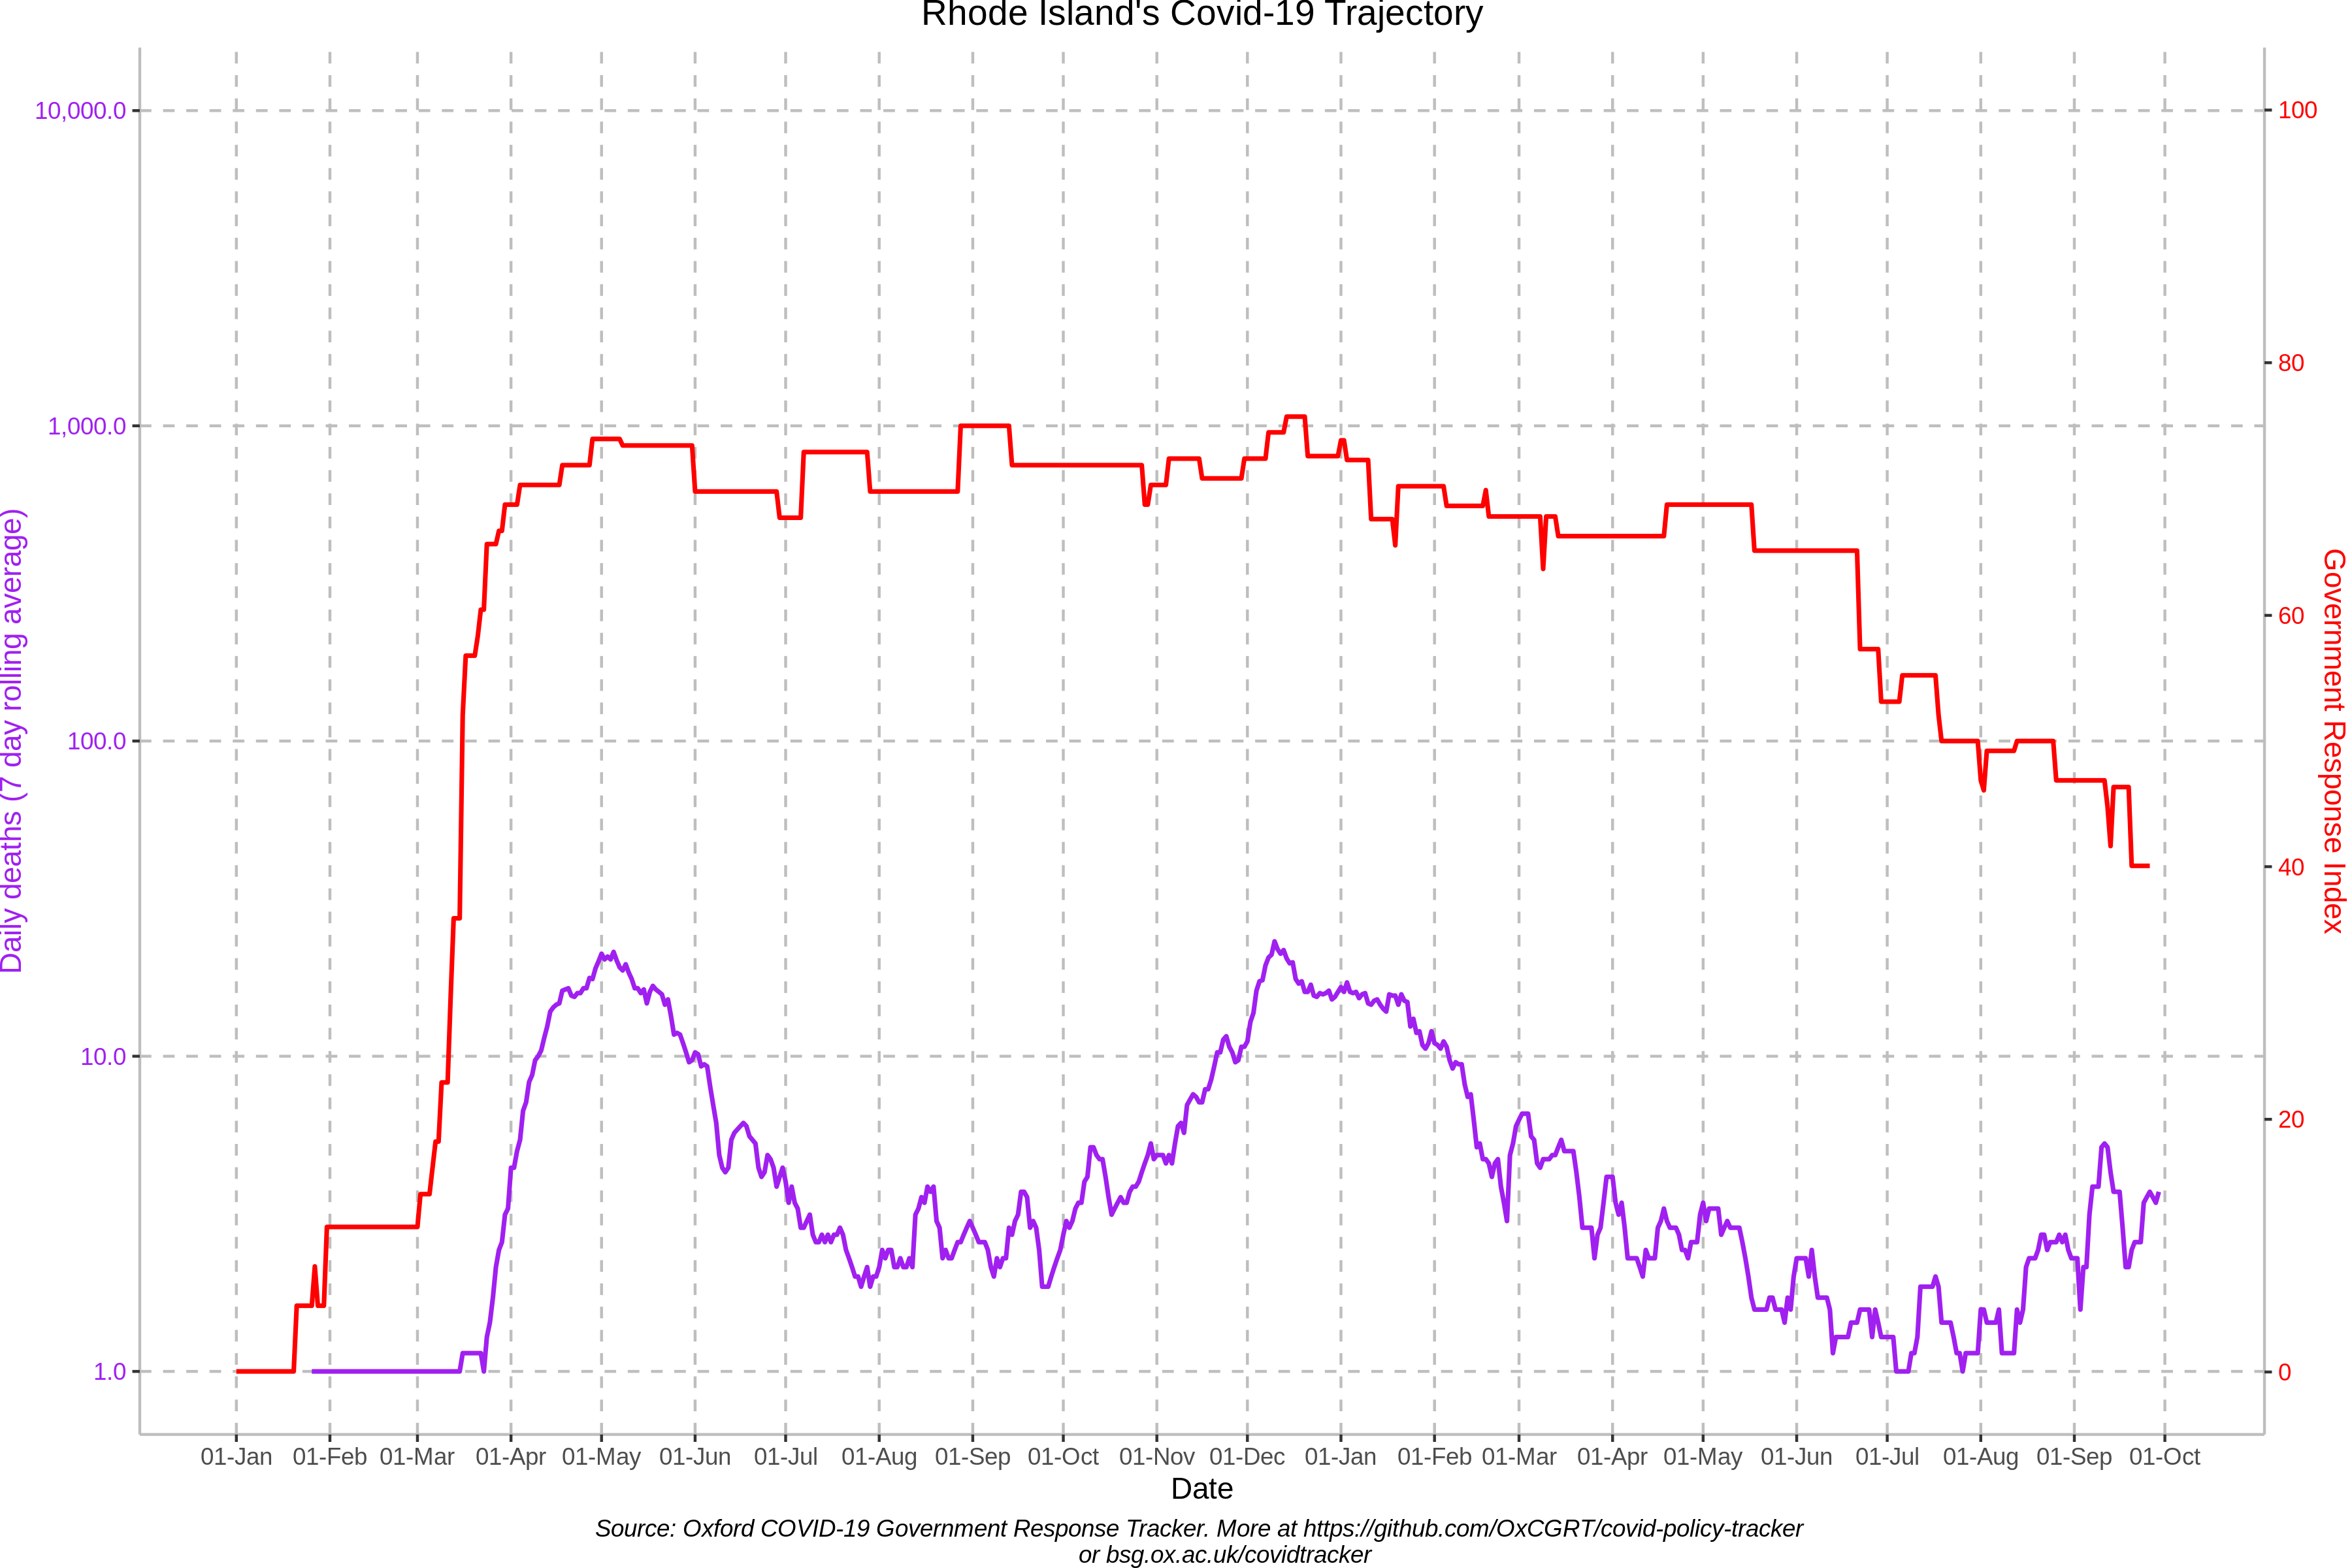 Rhode Island's Covid-19 Trajectory
10,000.0
1,000.0
100.0
10.0
1.0
Daily deaths (7 day rolling average)
100
80
60
40
20
0
Government Response Index
01-Jan 01-Feb 01-Mar 01-Apr 01-May 01-Jun 01-Jul 01-Aug 01-Sep 01-Oct 01-Nov 01-Dec 01-Jan 01-Feb 01-Mar 01-Apr 01-May 01-Jun 01-Jul 01-Aug 01-Sep 01-Oct
Date
Source: Oxford COVID-19 Government Response Tracker. More at https://github.com/OxCGRT/covid-policy-tracker
or bsg.ox.ac.uk/covidtracker